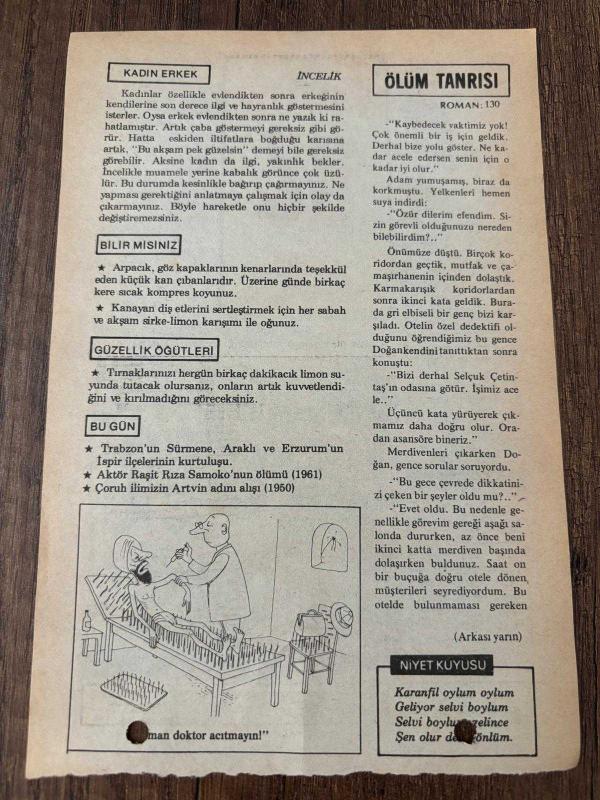 KADIN ERKEK
İNCELİK
Kadınlar özellikle evlendikten sonra erkeğinin
kendilerine son derece ilgi ve hayranlık göstermesini
isterler. Oysa erkek evlendikten sonra ne yazık ki ra-
hatlamıştır. Artık çaba göstermeyi gereksiz gibi gö-
rür. Hatta eskiden iltifatlara boğduğu karısına
artık, "Bu akşam pek güzelsin" demeyi bile gereksiz
görebilir. Aksine kadın da ilgi, yakınlık bekler.
İncelikle muamele yerine kabalık görünce çok üzü-
lür. Bu durumda kesinlikle bağırıp çağırmayınız. Ne
yapması gerektiğini anlatmaya çalışmak için olay da
çıkarmayınız. Böyle hareketle onu hiçbir şekilde
değiştiremezsiniz.
BİLİR MİSİNİZ
★ Arpacık, göz kapaklarının kenarlarında teşekkül
eden küçük kan çıbanlarıdır. Üzerine günde birkaç
kere sıcak kompres koyunuz.
★ Kanayan diş etlerini sertleştirmek için her sabah
ve akşam sirke-limon karışımı ile oğunuz.
GÜZELLİK ÖĞÜTLERİ
★ Tırnaklarınızı hergün birkaç dakikacık limon su-
yunda tutacak olursanız, onların artık kuvvetlendi-
ğini ve kırılmadığını göreceksiniz.
BU GÜN
★ Trabzon'un Sürmene, Araklı ve Erzurum'un
İspir ilçelerinin kurtuluşu.
★ Aktör Raşit Rıza Samoko'nun ölümü (1961)
★ Çoruh ilimizin Artvin adını alışı (1950)
man doktor acıtmayın!"
ÖLÜM TANRISI
ROMAN: 130
-"Kaybedecek vaktimiz yok!
Çok önemli bir iş için geldik.
Derhal bize yolu göster. Ne ka-
dar acele edersen senin için o
kadar iyi olur."
Adam yumuşamış, biraz da
korkmuştu. Yelkenleri hemen
suya indirdi:
-"Özür dilerim efendim. Si-
zin görevli olduğunuzu nereden
bilebilirdim?.."
Önümüze düştü. Birçok ko-
ridordan geçtik, mutfak ve ça-
maşırhanenin içinden dolaştık.
Karmakarışık koridorlardan
sonra ikinci kata geldik. Bura-
da gri elbiseli bir genç bizi kar-
şıladı. Otelin özel dedektifi ol-
duğunu öğrendiğimiz bu gence
Doğan kendini tanıttıktan sonra
konuştu:
-"Bizi derhal Selçuk Çetin-
taş'ın odasına götür. İşimiz ace
le.."
Üçüncü kata yürüyerek çık-
mamız daha doğru olur. Ora-
dan asansöre bineriz."
Merdivenleri çıkarken Do-
ğan, gence sorular soruyordu.
-"Bu gece çevrede dikkatini-
zi çeken bir şeyler oldu mu?.."
-"Evet oldu. Bu nedenle ge-
nellikle görevim gereği aşağı sa-
londa dururken, az önce beni
ikinci katta merdiven başında
dolaşırken buldunuz. Saat on
bir buçuğa doğru otele dönen
müşterileri seyrediyordum. Bu
otelde bulunmaması gereken
(Arkası yarın)
NİYET KUYUSU
Karanfil oylum oylum
Geliyor selvi boylum
Selvi boylu gelince
Şen olur gönlüm.